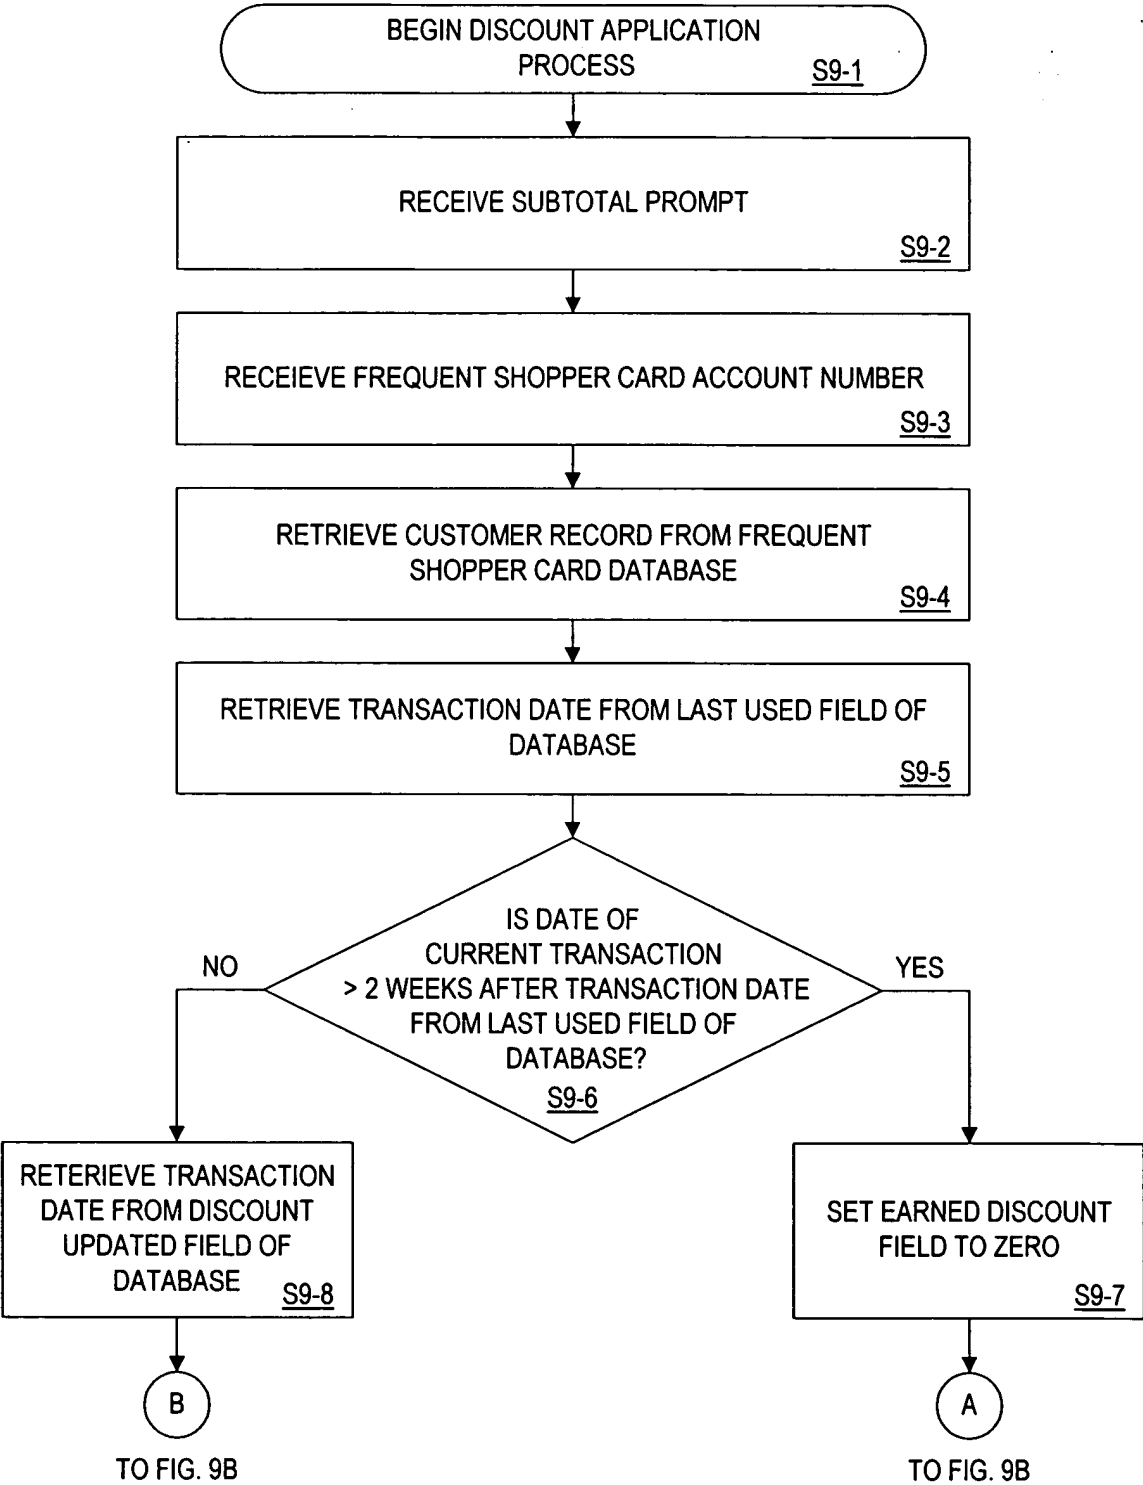 BEGIN DISCOUNT APPLICATION
PROCESS
S9-1
RECEIVE SUBTOTAL PROMPT
S9-2
RECEIEVE FREQUENT SHOPPER CARD ACCOUNT NUMBER
S9-3
RETRIEVE CUSTOMER RECORD FROM FREQUENT
SHOPPER CARD DATABASE
S9-4
RETRIEVE TRANSACTION DATE FROM LAST USED FIELD OF
DATABASE
S9-5
IS DATE OF
CURRENT TRANSACTION
> 2 WEEKS AFTER TRANSACTION DATE
FROM LAST USED FIELD OF
DATABASE?
S9-6
NO
YES
RETERIEVE TRANSACTION
DATE FROM DISCOUNT
UPDATED FIELD OF
DATABASE
S9-8
SET EARNED DISCOUNT
FIELD TO ZERO
S9-7
B
A
TO FIG. 9B
TO FIG. 9B